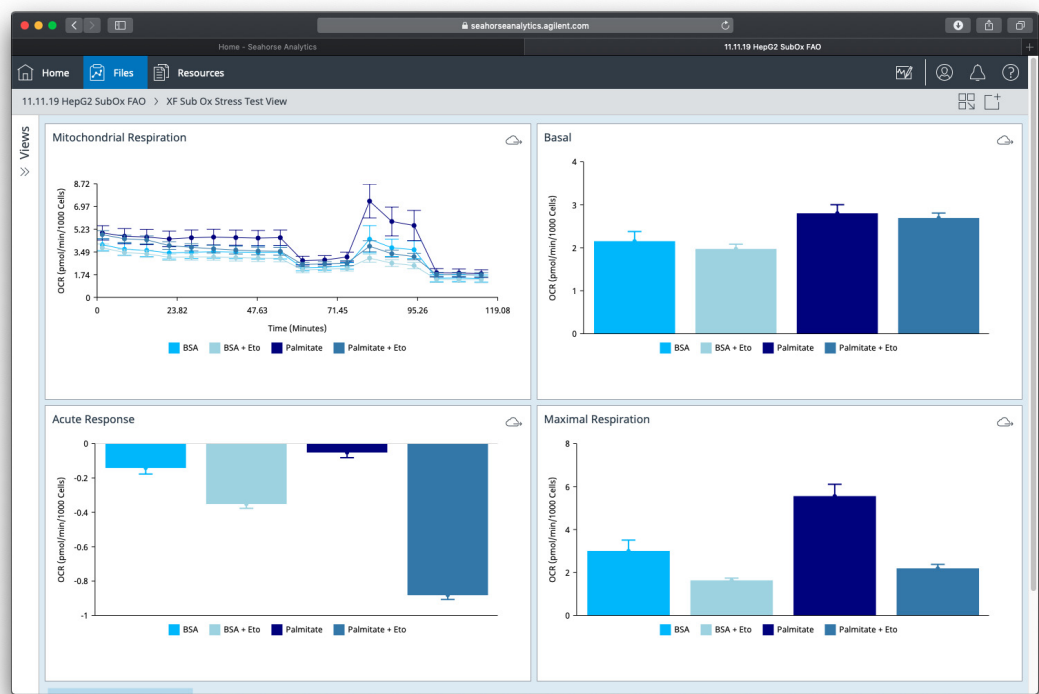 seahorseanalytics.agilent.com
Home - Seahorse Analytics
11.11.19 HepG2 SubOx FAO
Home
Files
Resources
11.11.19 HepG2 SubOx FAO > XF Sub Ox Stress Test View
Views
Mitochondrial Respiration
OCR (pmol/min/1000 Cells)
8.72
6.97
5.23
3.49
1.74
0
0 23.82 47.63 71.45 95.26 119.08
Time (Minutes)
BSA BSA + Eto Palmitate Palmitate + Eto
Basal
OCR (pmol/min/1000 Cells)
4
3
2
1
0
BSA BSA + Eto Palmitate Palmitate + Eto
Acute Response
OCR (pmol/min/1000 Cells)
0
-0.2
-0.4
-0.6
-0.8
-1
BSA BSA + Eto Palmitate Palmitate + Eto
Maximal Respiration
OCR (pmol/min/1000 Cells)
8
6
4
2
0
BSA BSA + Eto Palmitate Palmitate + Eto